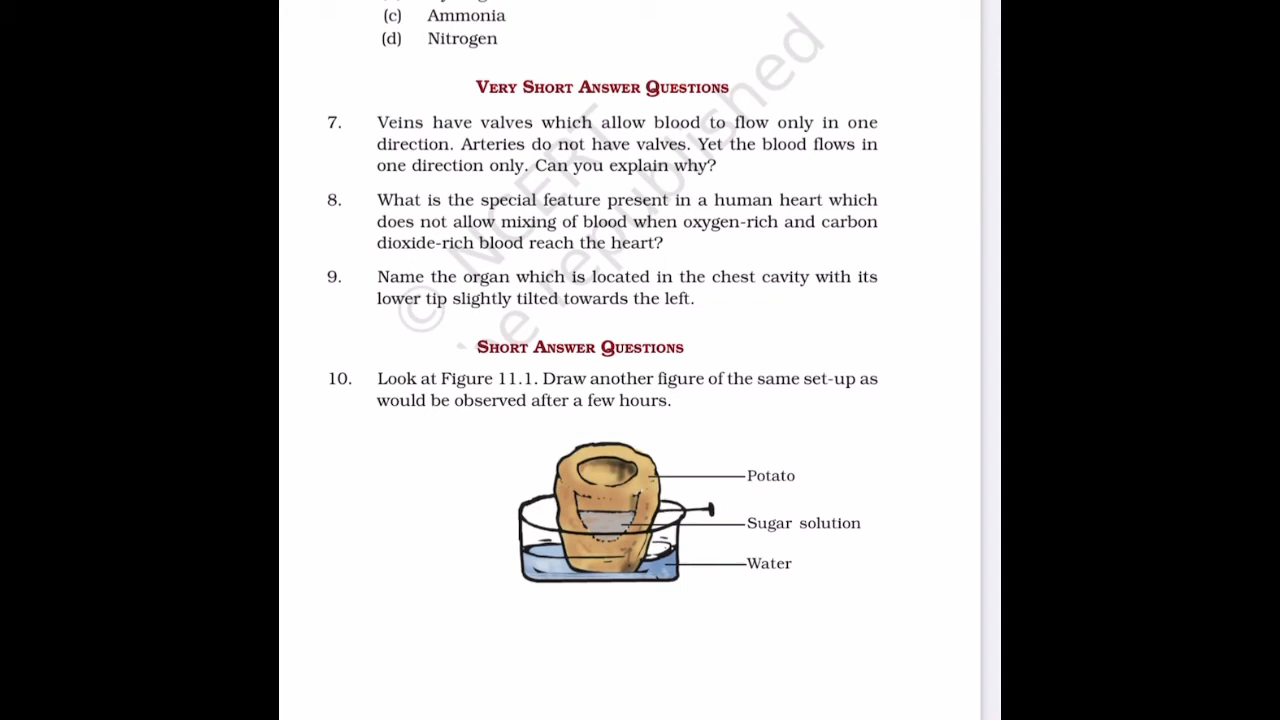 (c) Ammonia
(d) Nitrogen
VERY SHORT ANSWER QUESTIONS
7. Veins have valves which allow blood to flow only in one
direction. Arteries do not have valves. Yet the blood flows in
one direction only. Can you explain why?
8. What is the special feature present in a human heart which
does not allow mixing of blood when oxygen-rich and carbon
dioxide-rich blood reach the heart?
9. Name the organ which is located in the chest cavity with its
lower tip slightly tilted towards the left.
SHORT ANSWER QUESTIONS
10. Look at Figure 11.1. Draw another figure of the same set-up as
would be observed after a few hours.
Potato
Sugar solution
Water
© NCERT
republished